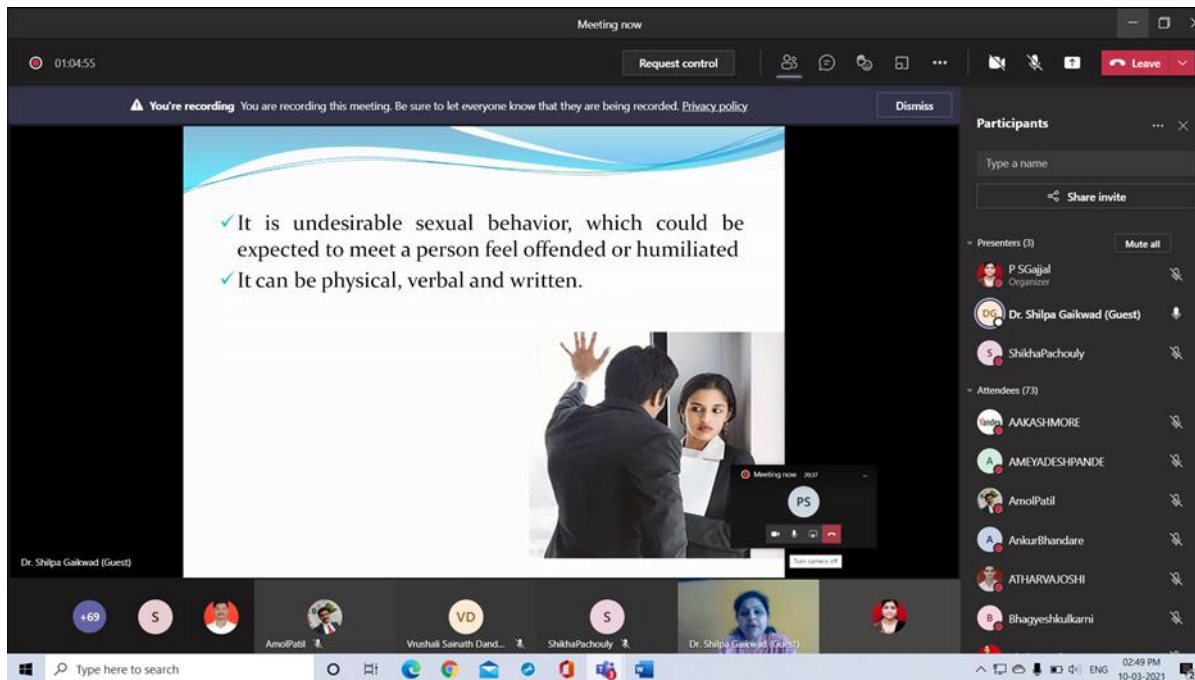 Meeting now
01:04:55
Request control
Leave
You're recording You are recording this meeting. Be sure to let everyone know that they are being recorded. Privacy policy
Dismiss
It is undesirable sexual behavior, which could be
expected to meet a person feel offended or humiliated
It can be physical, verbal and written.
Meeting now
PS
Turn camera off
Dr. Shilpa Gaikwad (Guest)
Participants
Type a name
Share invite
Presenters (3)
Mute all
P SGajjal
Organizer
DG
Dr. Shilpa Gaikwad (Guest)
S
ShikhaPachouly
Attendees (73)
AAKASHMORE
A
AMEYADESHPANDE
AmolPatil
A
AnkurBhandare
ATHARVAJOSHI
B
Bhagyeshkulkarni
+69
S
VD
S
AmolPatil
Vrushali Sainath Dand...
ShikhaPachouly
Dr. Shilpa Gaikwad (Guest)
Type here to search
ENG
02:49 PM
10-03-2021